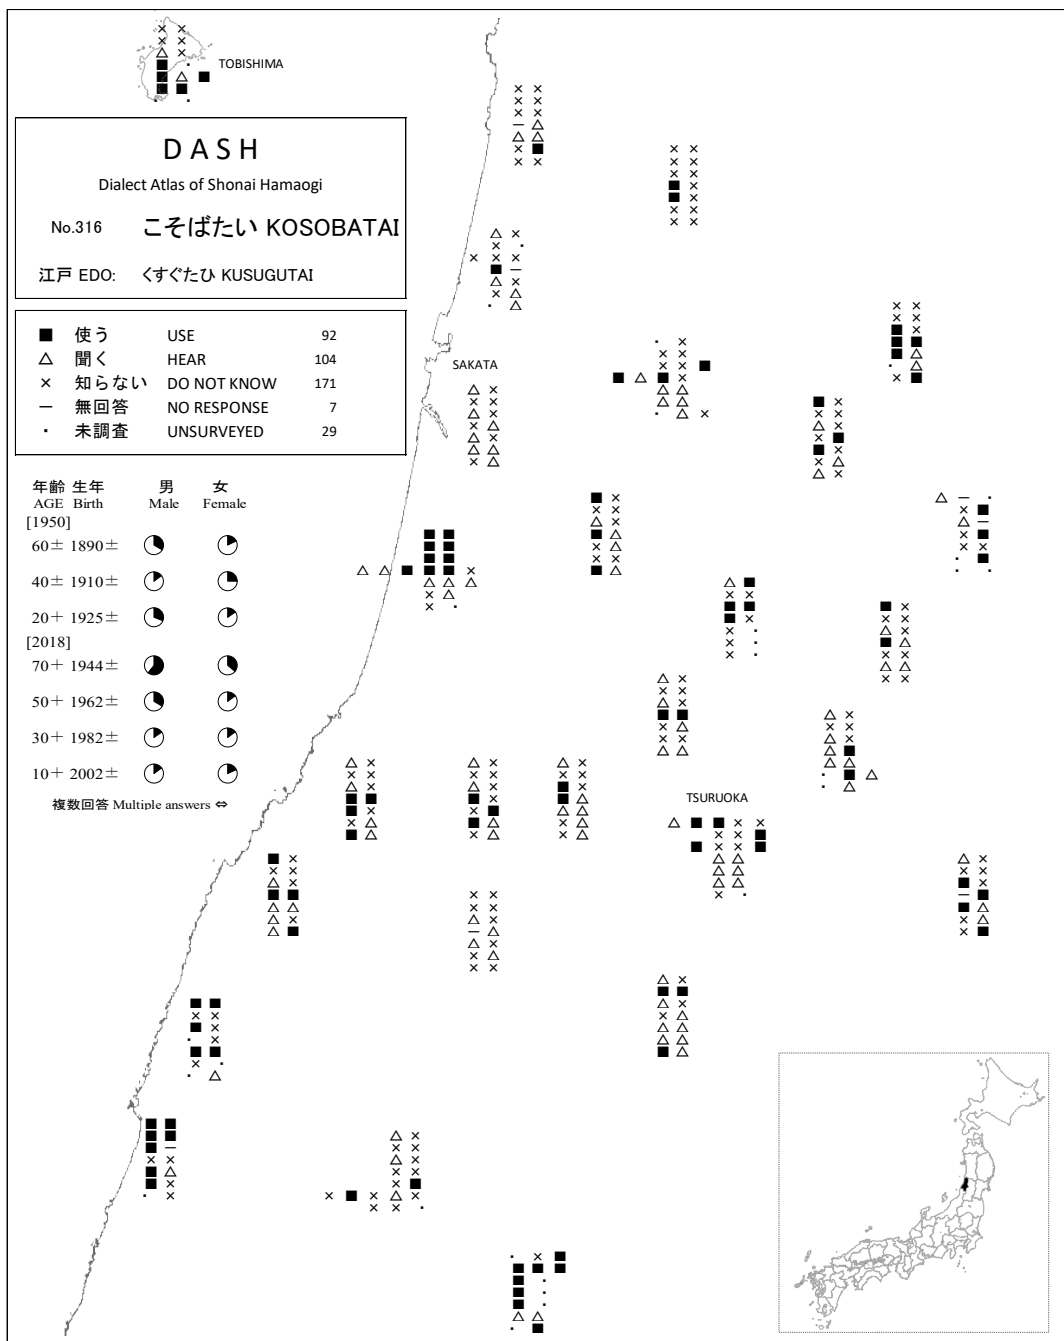 TOBISHIMA
DASH
Dialect Atlas of Shonai Hamaogi
No.316 こそばたい KOSOBATAI
江戸 EDO: くすぐたひ KUSUGUTAI
■ 使う USE 92
△ 聞く HEAR 104
× 知らない DO NOT KNOW 171
— 無回答 NO RESPONSE 7
・ 未調査 UNSURVEYED 29
SAKATA
年齢 生年 男 女
AGE Birth Male Female
[1950]
60± 1890±
40± 1910±
20+ 1925±
[2018]
70+ 1944±
50+ 1962±
30+ 1982±
10+ 2002±
複数回答 Multiple answers ⇔
TSURUOKA